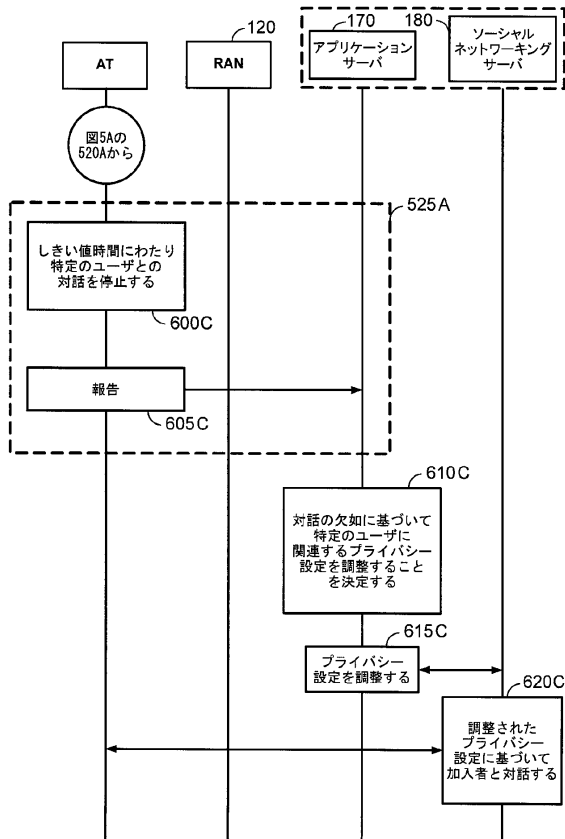 AT
RAN
120
170
アプリケーション
サーバ
180
ソーシャル
ネットワーキング
サーバ
図5Aの
520Aから
525A
しきい値時間にわたり
特定のユーザとの
対話を停止する
600C
報告
605C
610C
対話の欠如に基づいて
特定のユーザに
関連するプライバシー
設定を調整すること
を決定する
615C
プライバシー
設定を調整する
620C
調整された
プライバシー
設定に基づいて
加入者と対話する